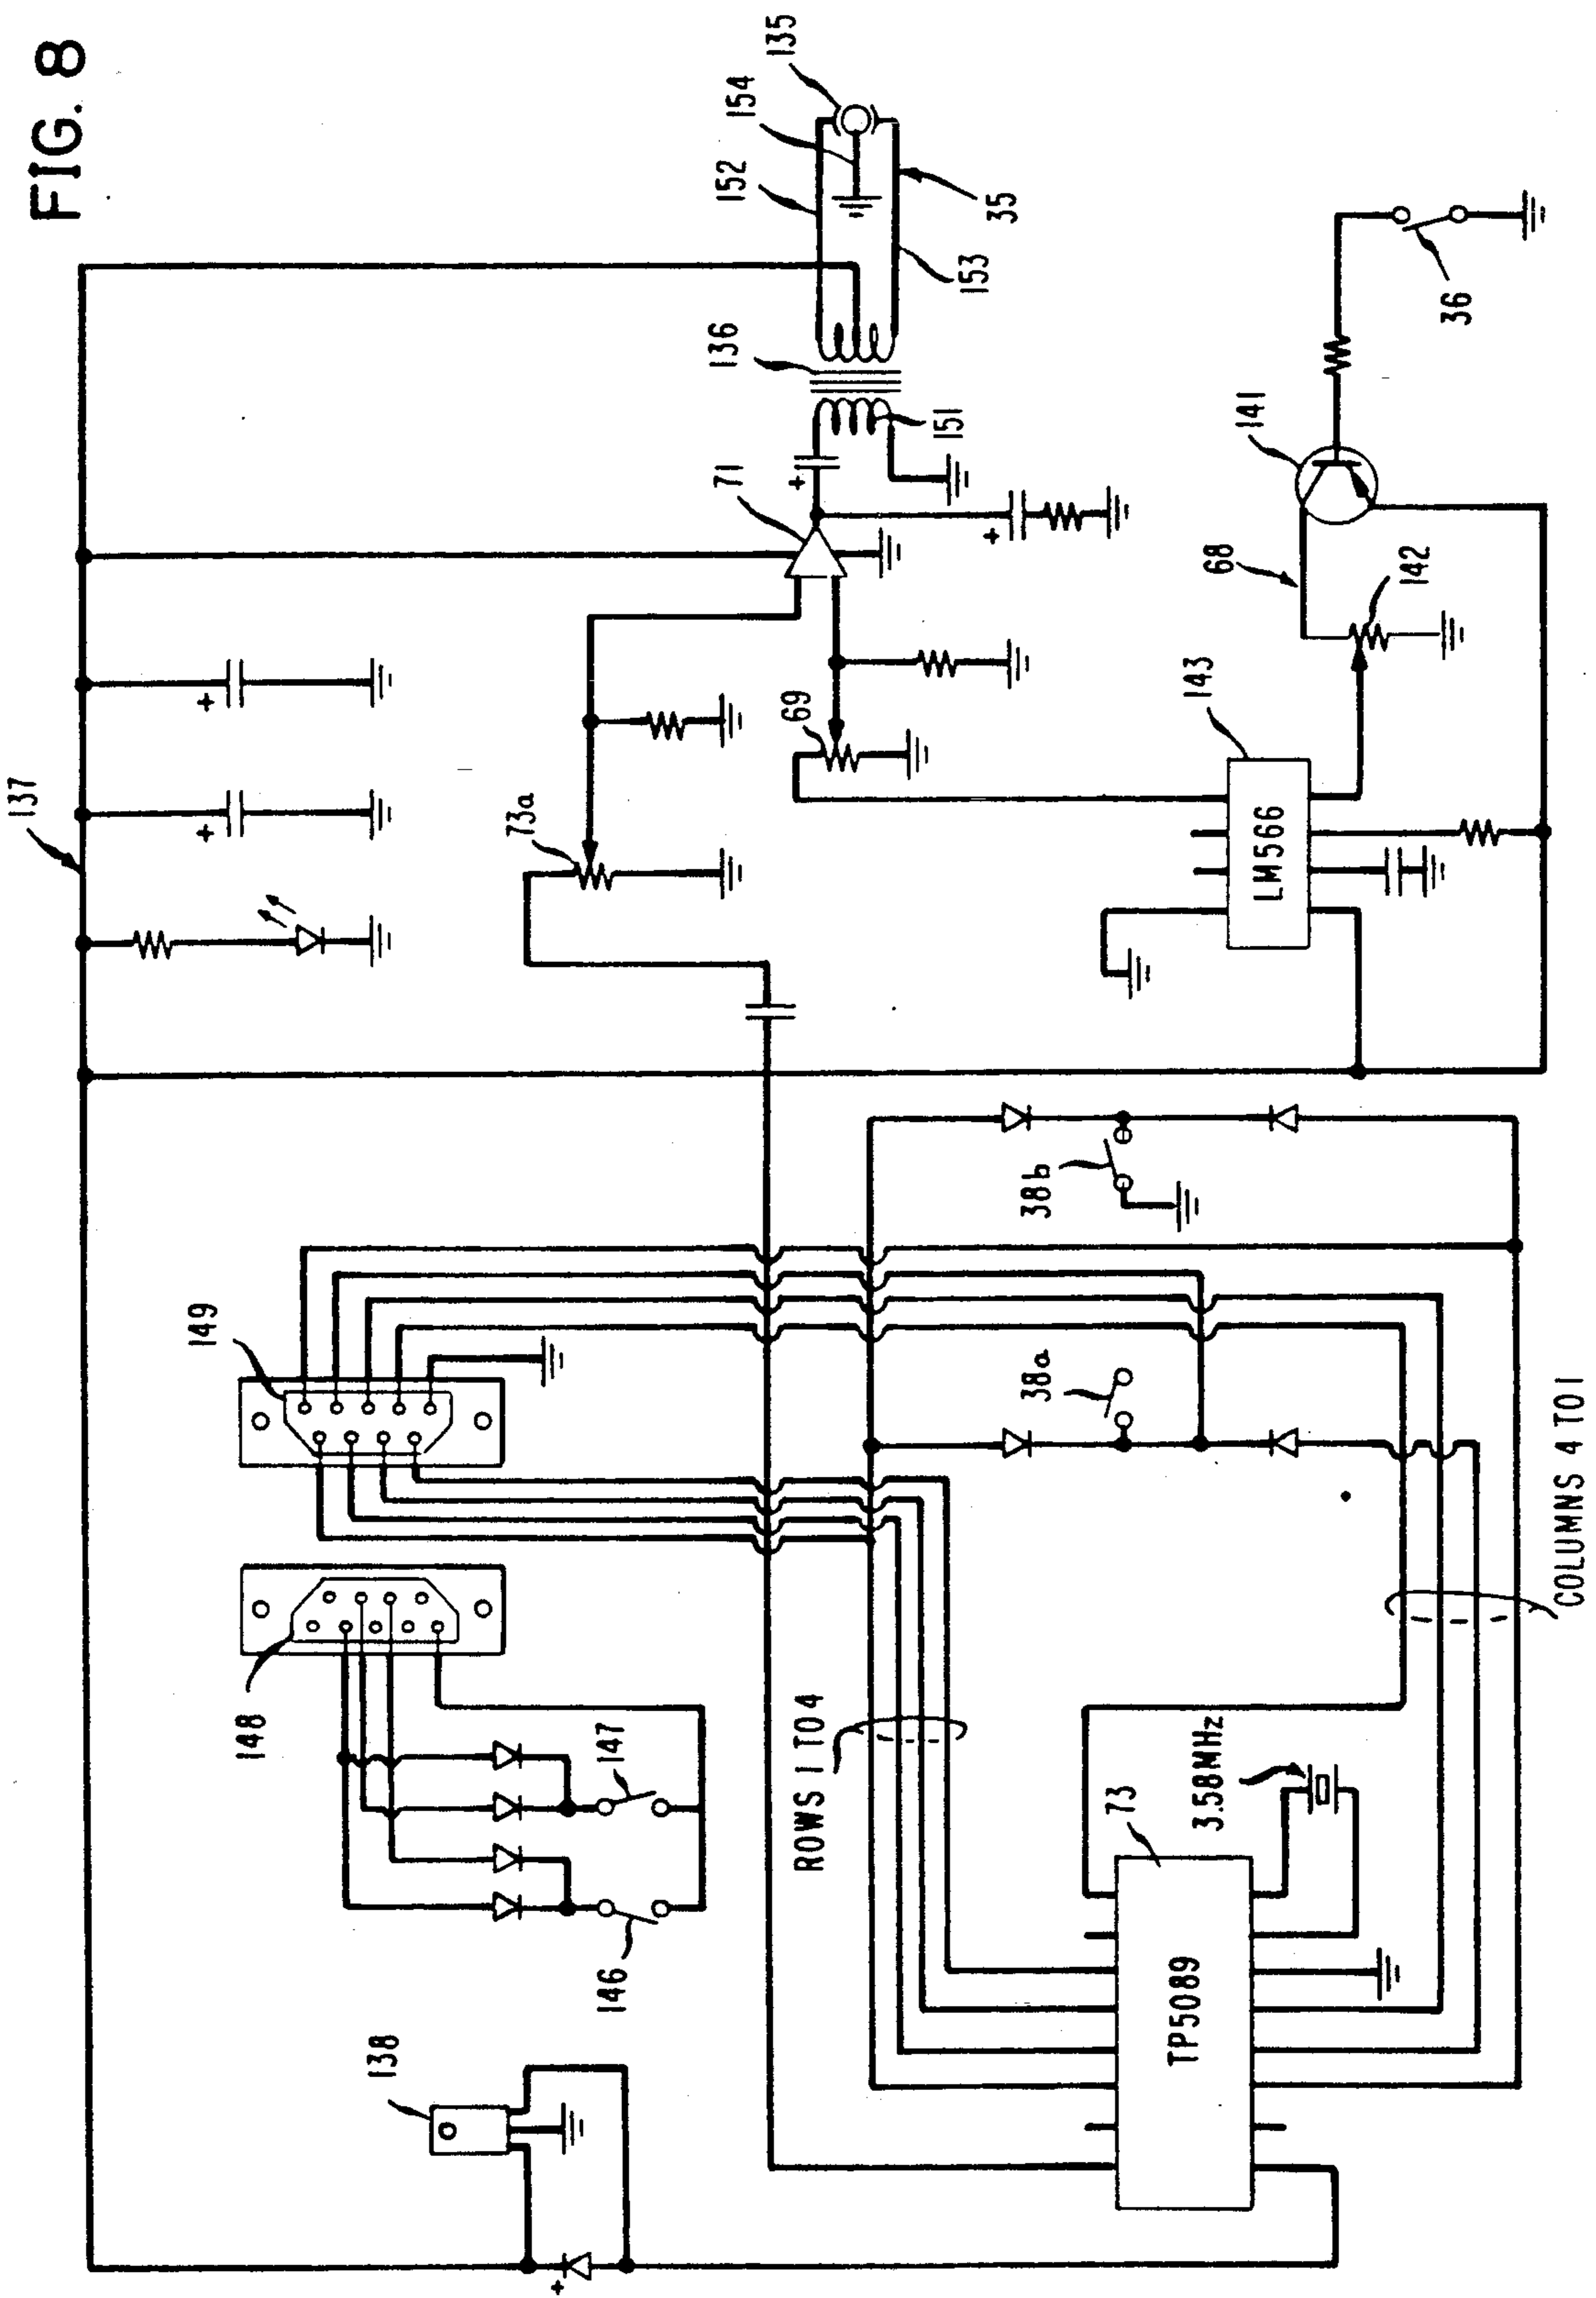 FIG. 8
137
135
154
152
35
153
136
151
71
141
36
68
142
143
LM566
69
73a
+
+
+
+
149
38b
38a
148
147
146
ROWS 1 TO 4
COLUMNS 4 TO 1
3.58MHz
73
TP5089
138
+